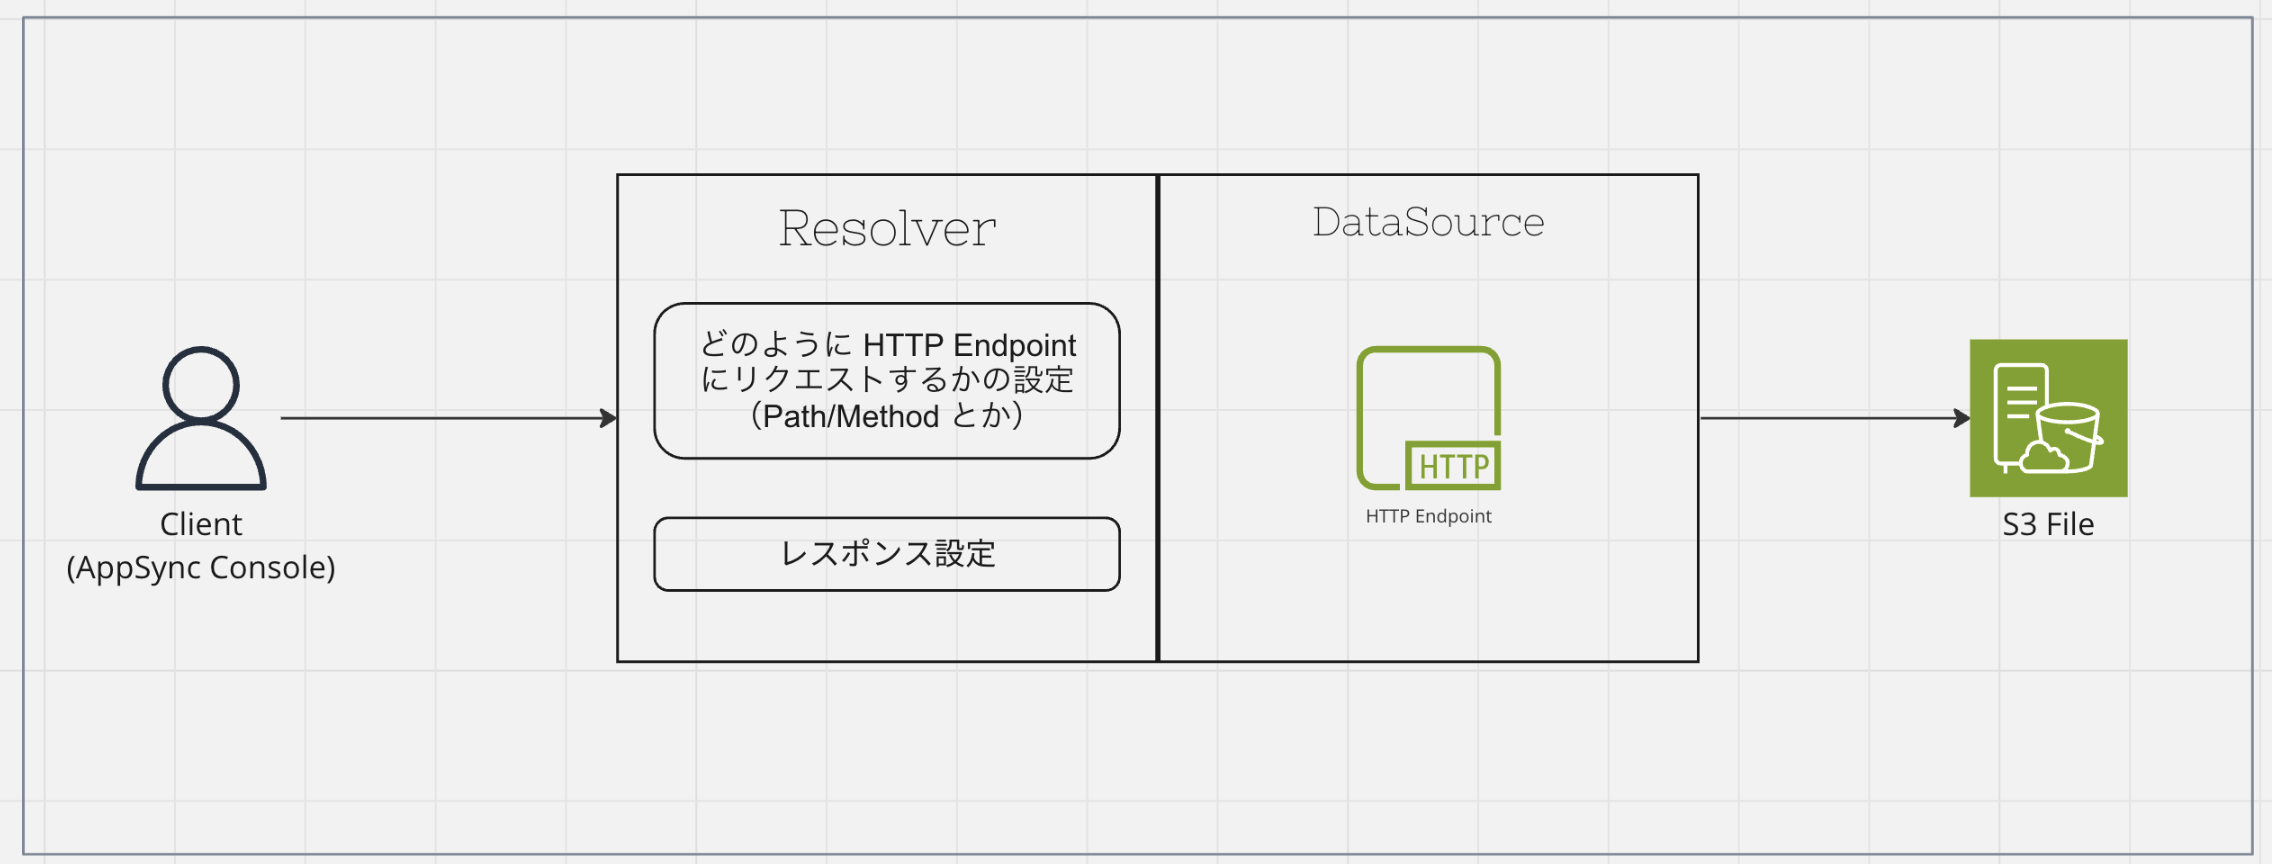 Resolver
DataSource
どのように HTTP Endpoint
にリクエストするかの設定
（Path/Method とか）
レスポンス設定
HTTP
HTTP Endpoint
Client
(AppSync Console)
S3 File